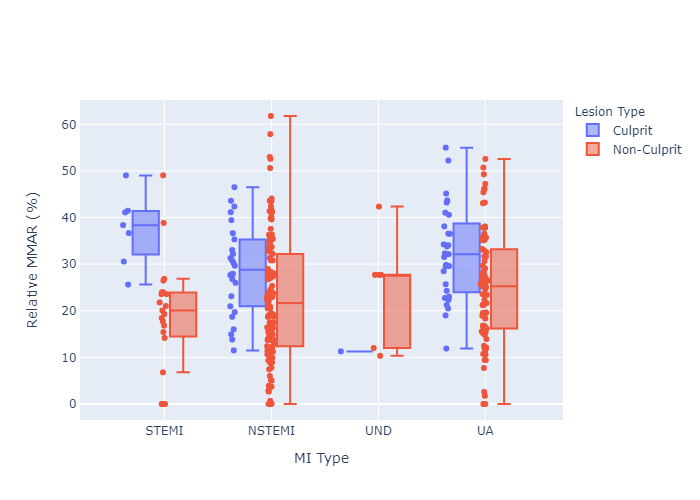 Lesion Type
Culprit
Non-Culprit
Relative MMAR (%)
60
50
40
30
20
10
0
STEMI
NSTEMI
UND
UA
MI Type